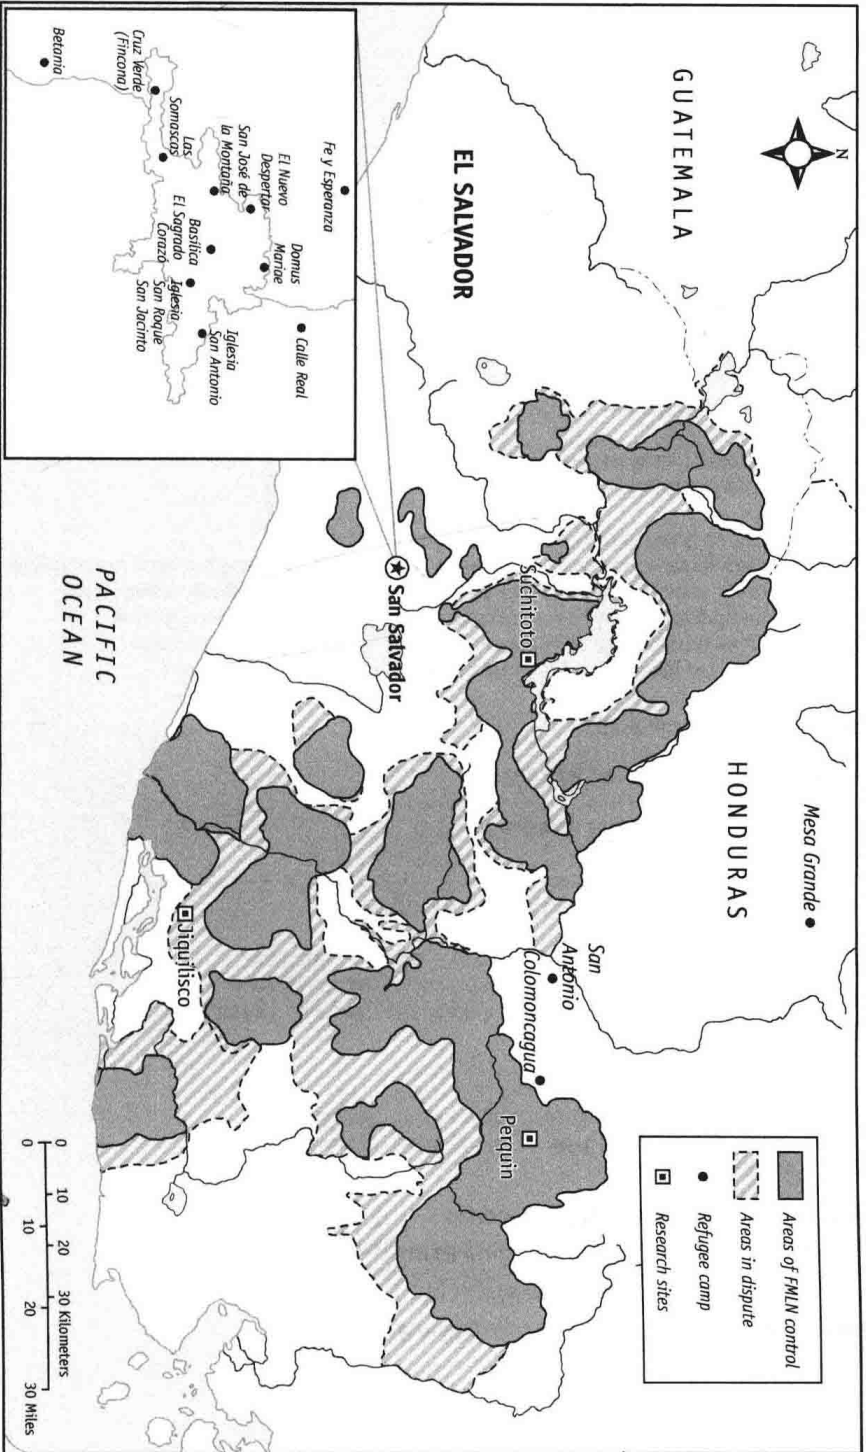 N
GUATEMALA
EL SALVADOR
HONDURAS
Mesa Grande
San
Antonio
Colomoncagua
Perquin
Suchitoto
San Salvador
Jiquilisco
PACIFIC
OCEAN
Areas of FMLN control
Areas in dispute
Refugee camp
Research sites
0 10 20 30 Kilometers
0 10 20 30 Miles
Fe y Esperanza
Calle Real
El Nuevo
Despertar
Domus
Mariae
San José de
la Montaña
Las
Somascas
Basílica
El Sagrado
Corazó
Iglesia
San Antonio
Iglesia
San Roque
San Jacinto
Cruz Verde
(Fincona)
Betania